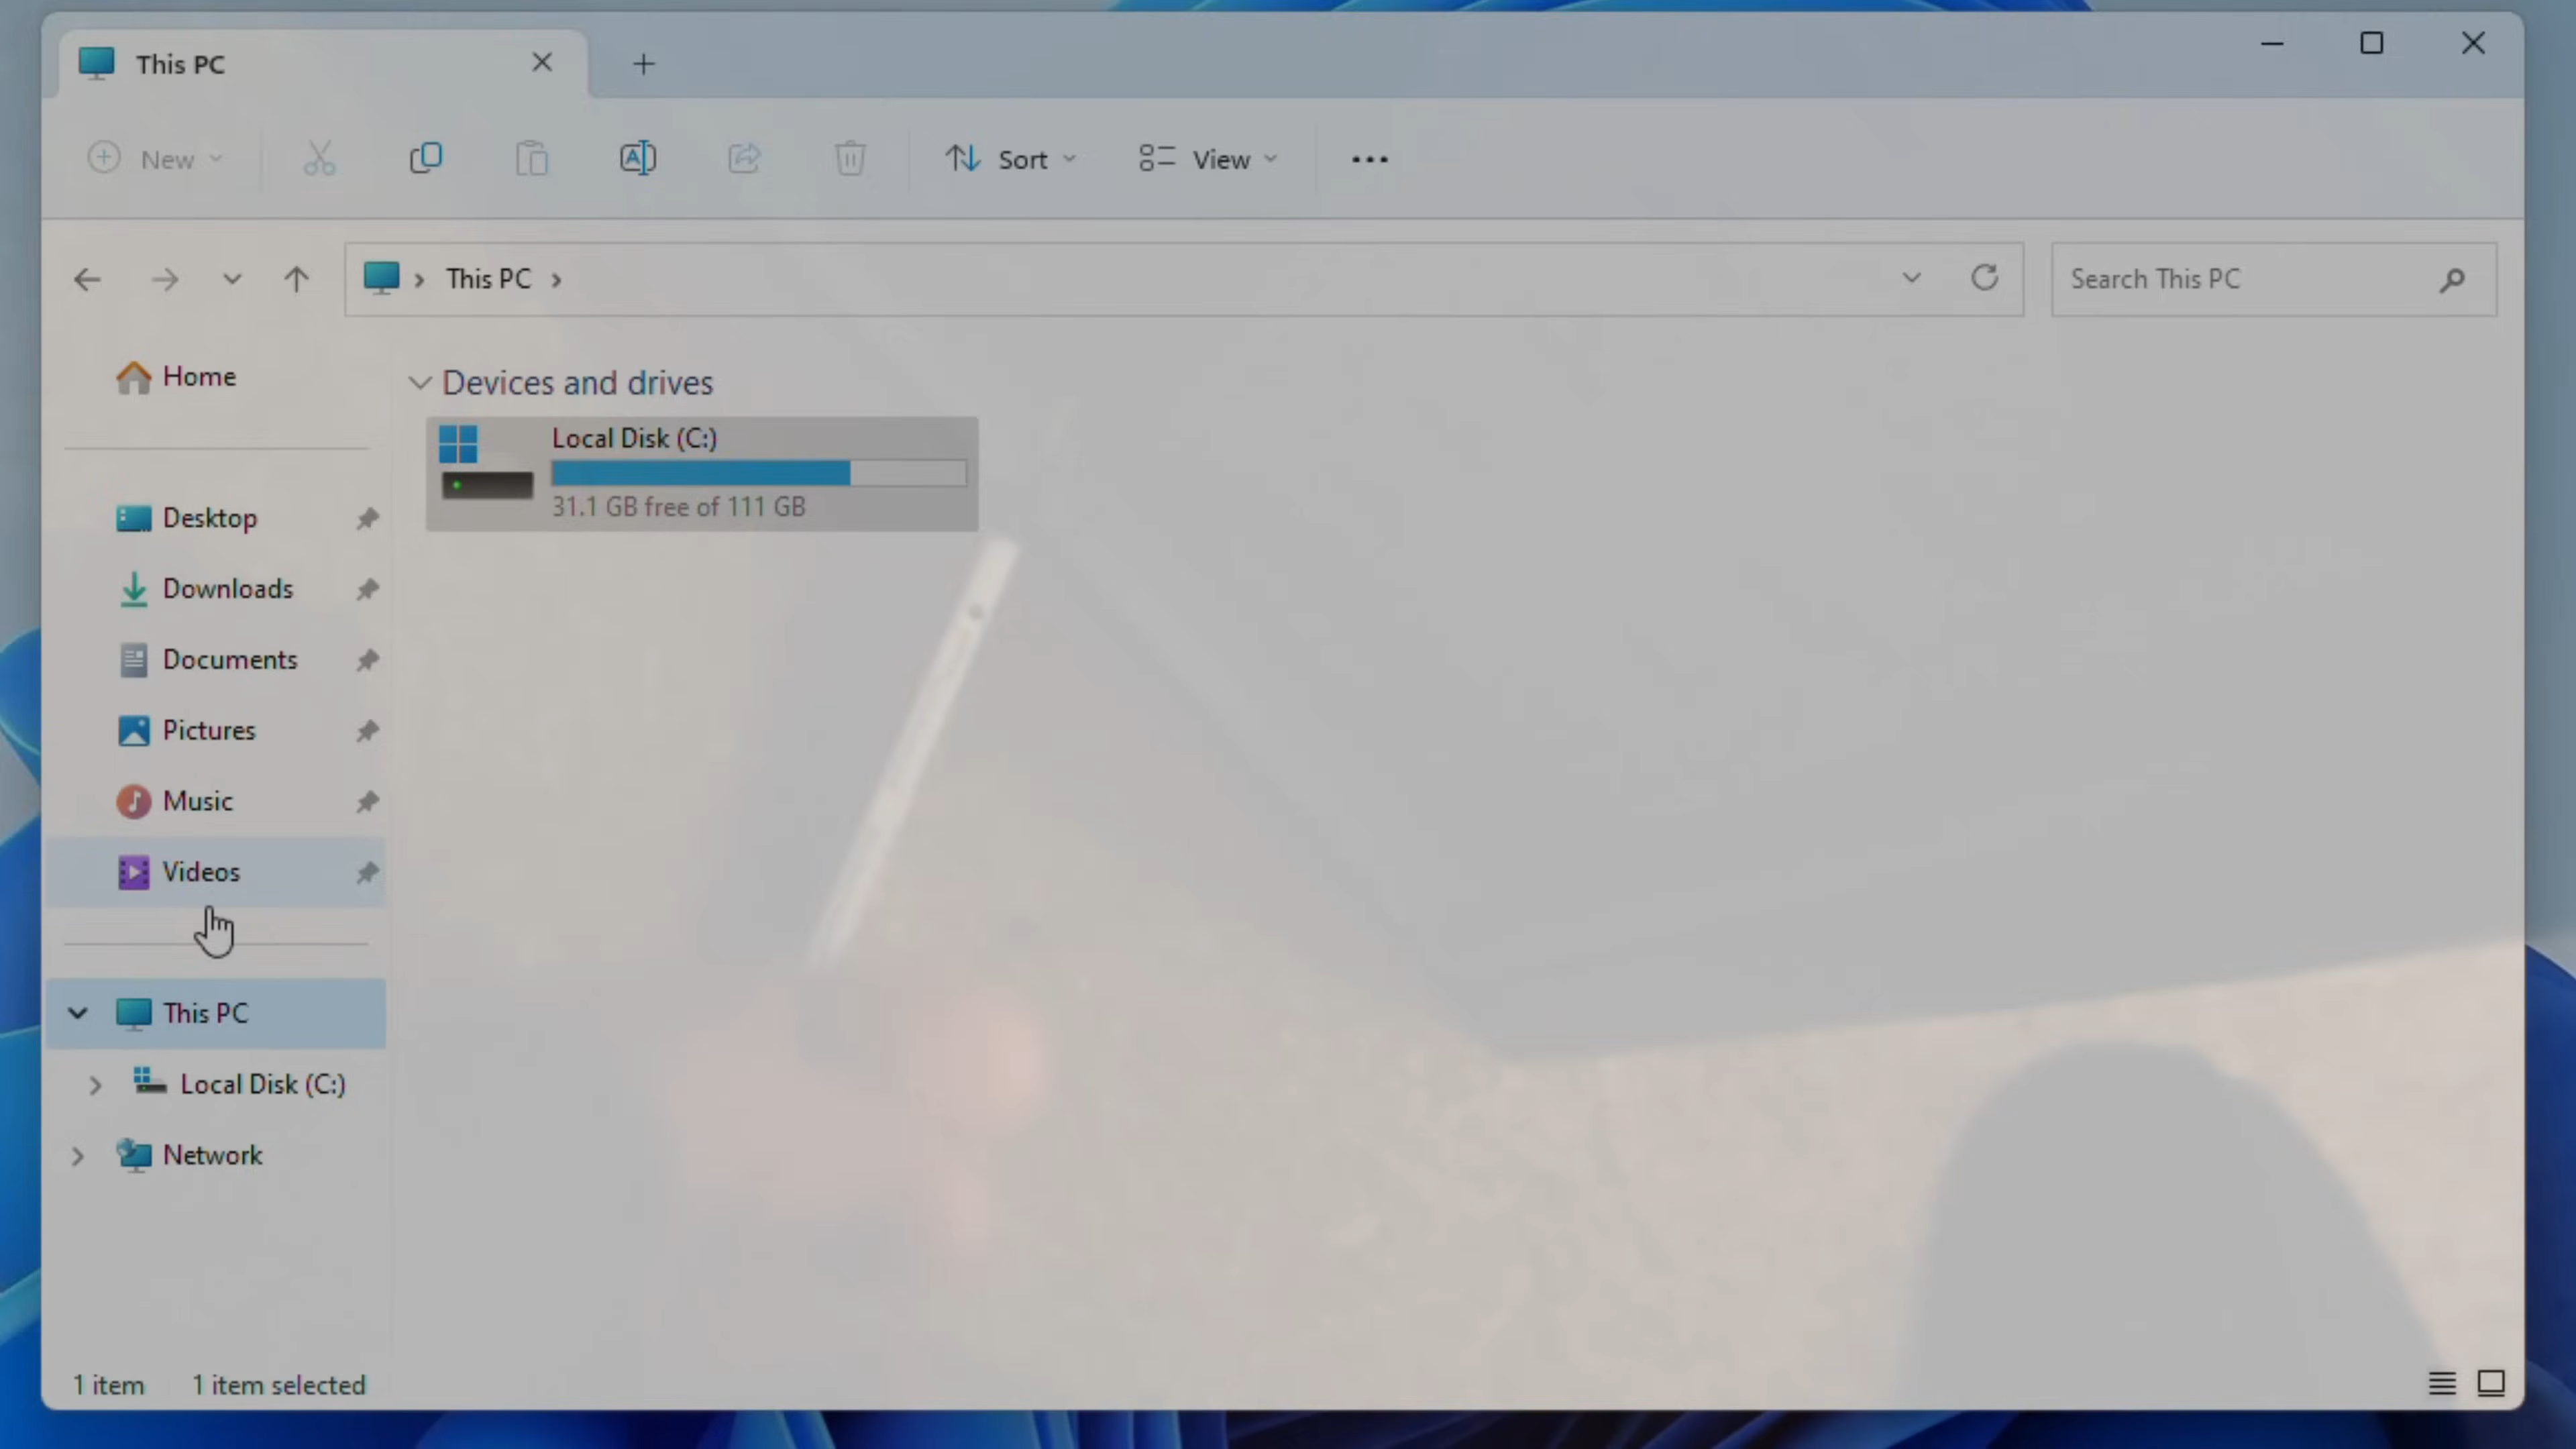 This PC
New
Sort
View
This PC
Search This PC
Home
Desktop
Downloads
Documents
Pictures
Music
Videos
This PC
Local Disk (C:)
Network
Devices and drives
Local Disk (C:)
31.1 GB free of 111 GB
1 item
1 item selected